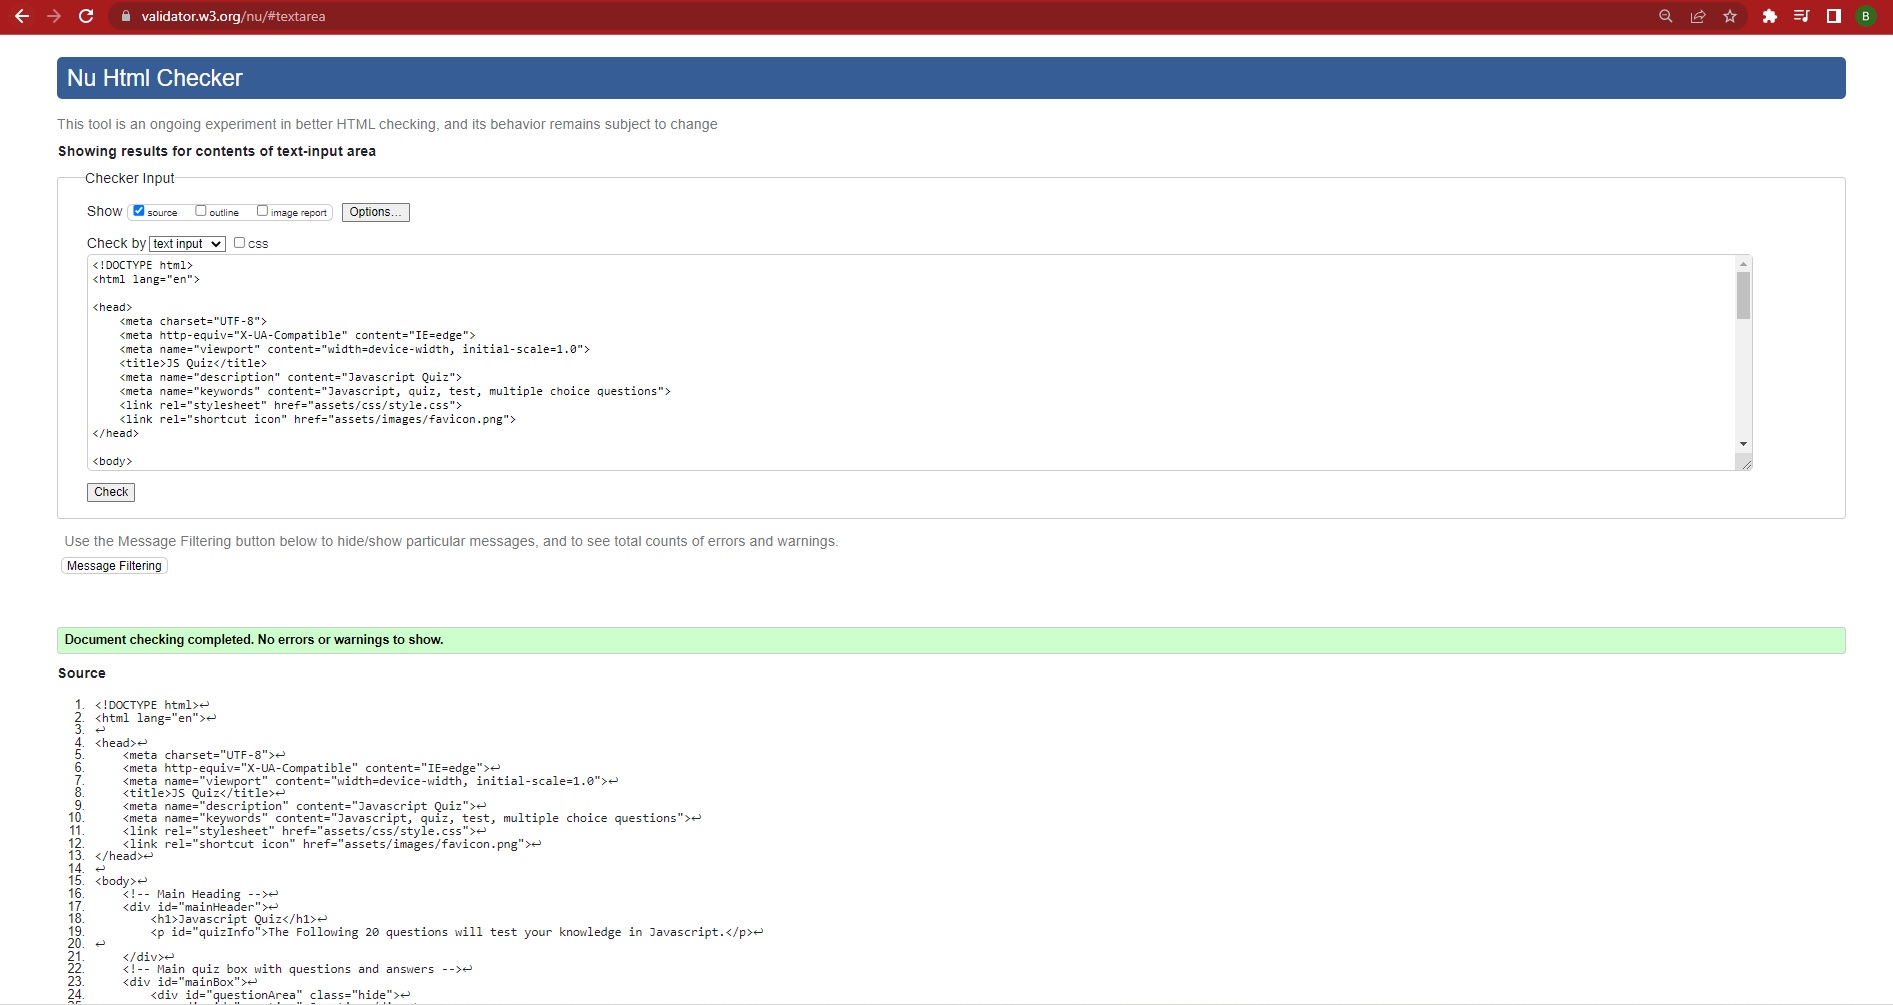 validator.w3.org/nu/#textarea
B
Nu Html Checker
This tool is an ongoing experiment in better HTML checking, and its behavior remains subject to change
Showing results for contents of text-input area
Checker Input
Show source outline image report Options...
Check by text input css
<!DOCTYPE html>
<html lang="en">
<head>
<meta charset="UTF-8">
<meta http-equiv="X-UA-Compatible" content="IE=edge">
<meta name="viewport" content="width=device-width, initial-scale=1.0">
<title>JS Quiz</title>
<meta name="description" content="Javascript Quiz">
<meta name="keywords" content="Javascript, quiz, test, multiple choice questions">
<link rel="stylesheet" href="assets/css/style.css">
<link rel="shortcut icon" href="assets/images/favicon.png">
</head>
<body>
Check
Use the Message Filtering button below to hide/show particular messages, and to see total counts of errors and warnings.
Message Filtering
Document checking completed. No errors or warnings to show.
Source
1. <!DOCTYPE html>↩
2. <html lang="en">↩
3. ↩
4. <head>↩
5. <meta charset="UTF-8">↩
6. <meta http-equiv="X-UA-Compatible" content="IE=edge">↩
7. <meta name="viewport" content="width=device-width, initial-scale=1.0">↩
8. <title>JS Quiz</title>↩
9. <meta name="description" content="Javascript Quiz">↩
10. <meta name="keywords" content="Javascript, quiz, test, multiple choice questions">↩
11. <link rel="stylesheet" href="assets/css/style.css">↩
12. <link rel="shortcut icon" href="assets/images/favicon.png">↩
13. </head>↩
14. ↩
15. <body>↩
16. <!-- Main Heading -->↩
17. <div id="mainHeader">↩
18. <h1>Javascript Quiz</h1>↩
19. <p id="quizInfo">The Following 20 questions will test your knowledge in Javascript.</p>↩
20. ↩
21. </div>↩
22. <!-- Main quiz box with questions and answers -->↩
23. <div id="mainBox">↩
24. <div id="questionArea" class="hide">↩